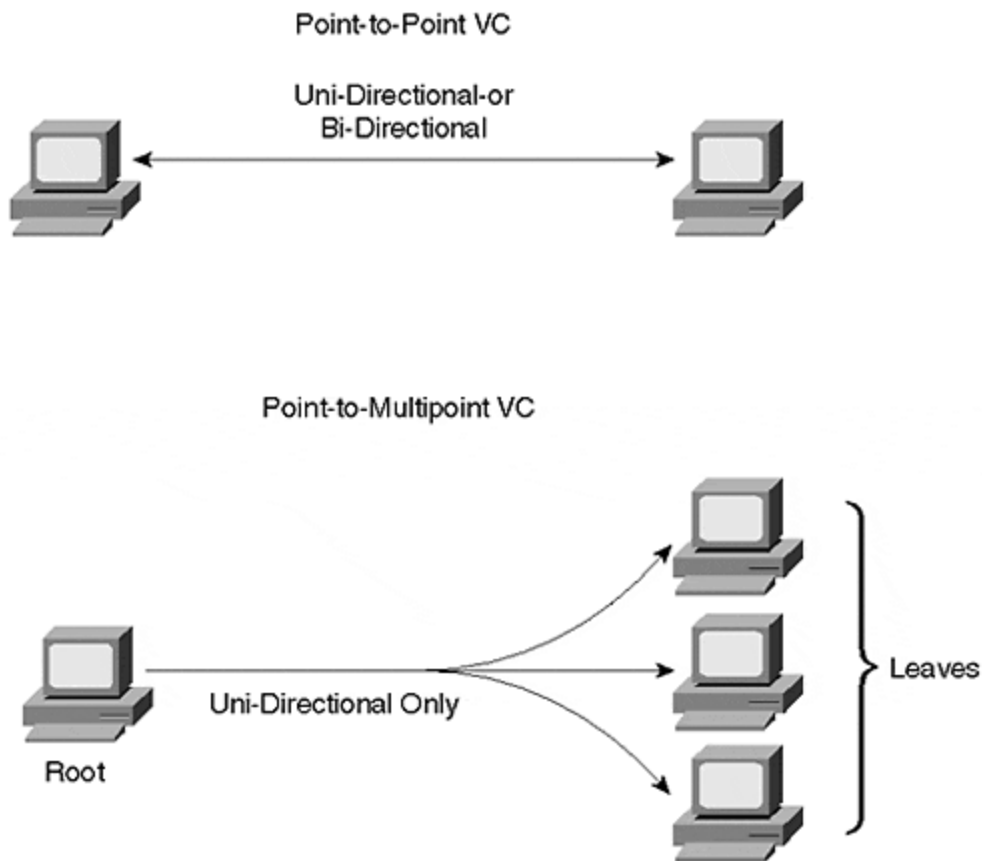 Point-to-Point VC
Uni-Directional-or
Bi-Directional
Point-to-Multipoint VC
Uni-Directional Only
Leaves
Root